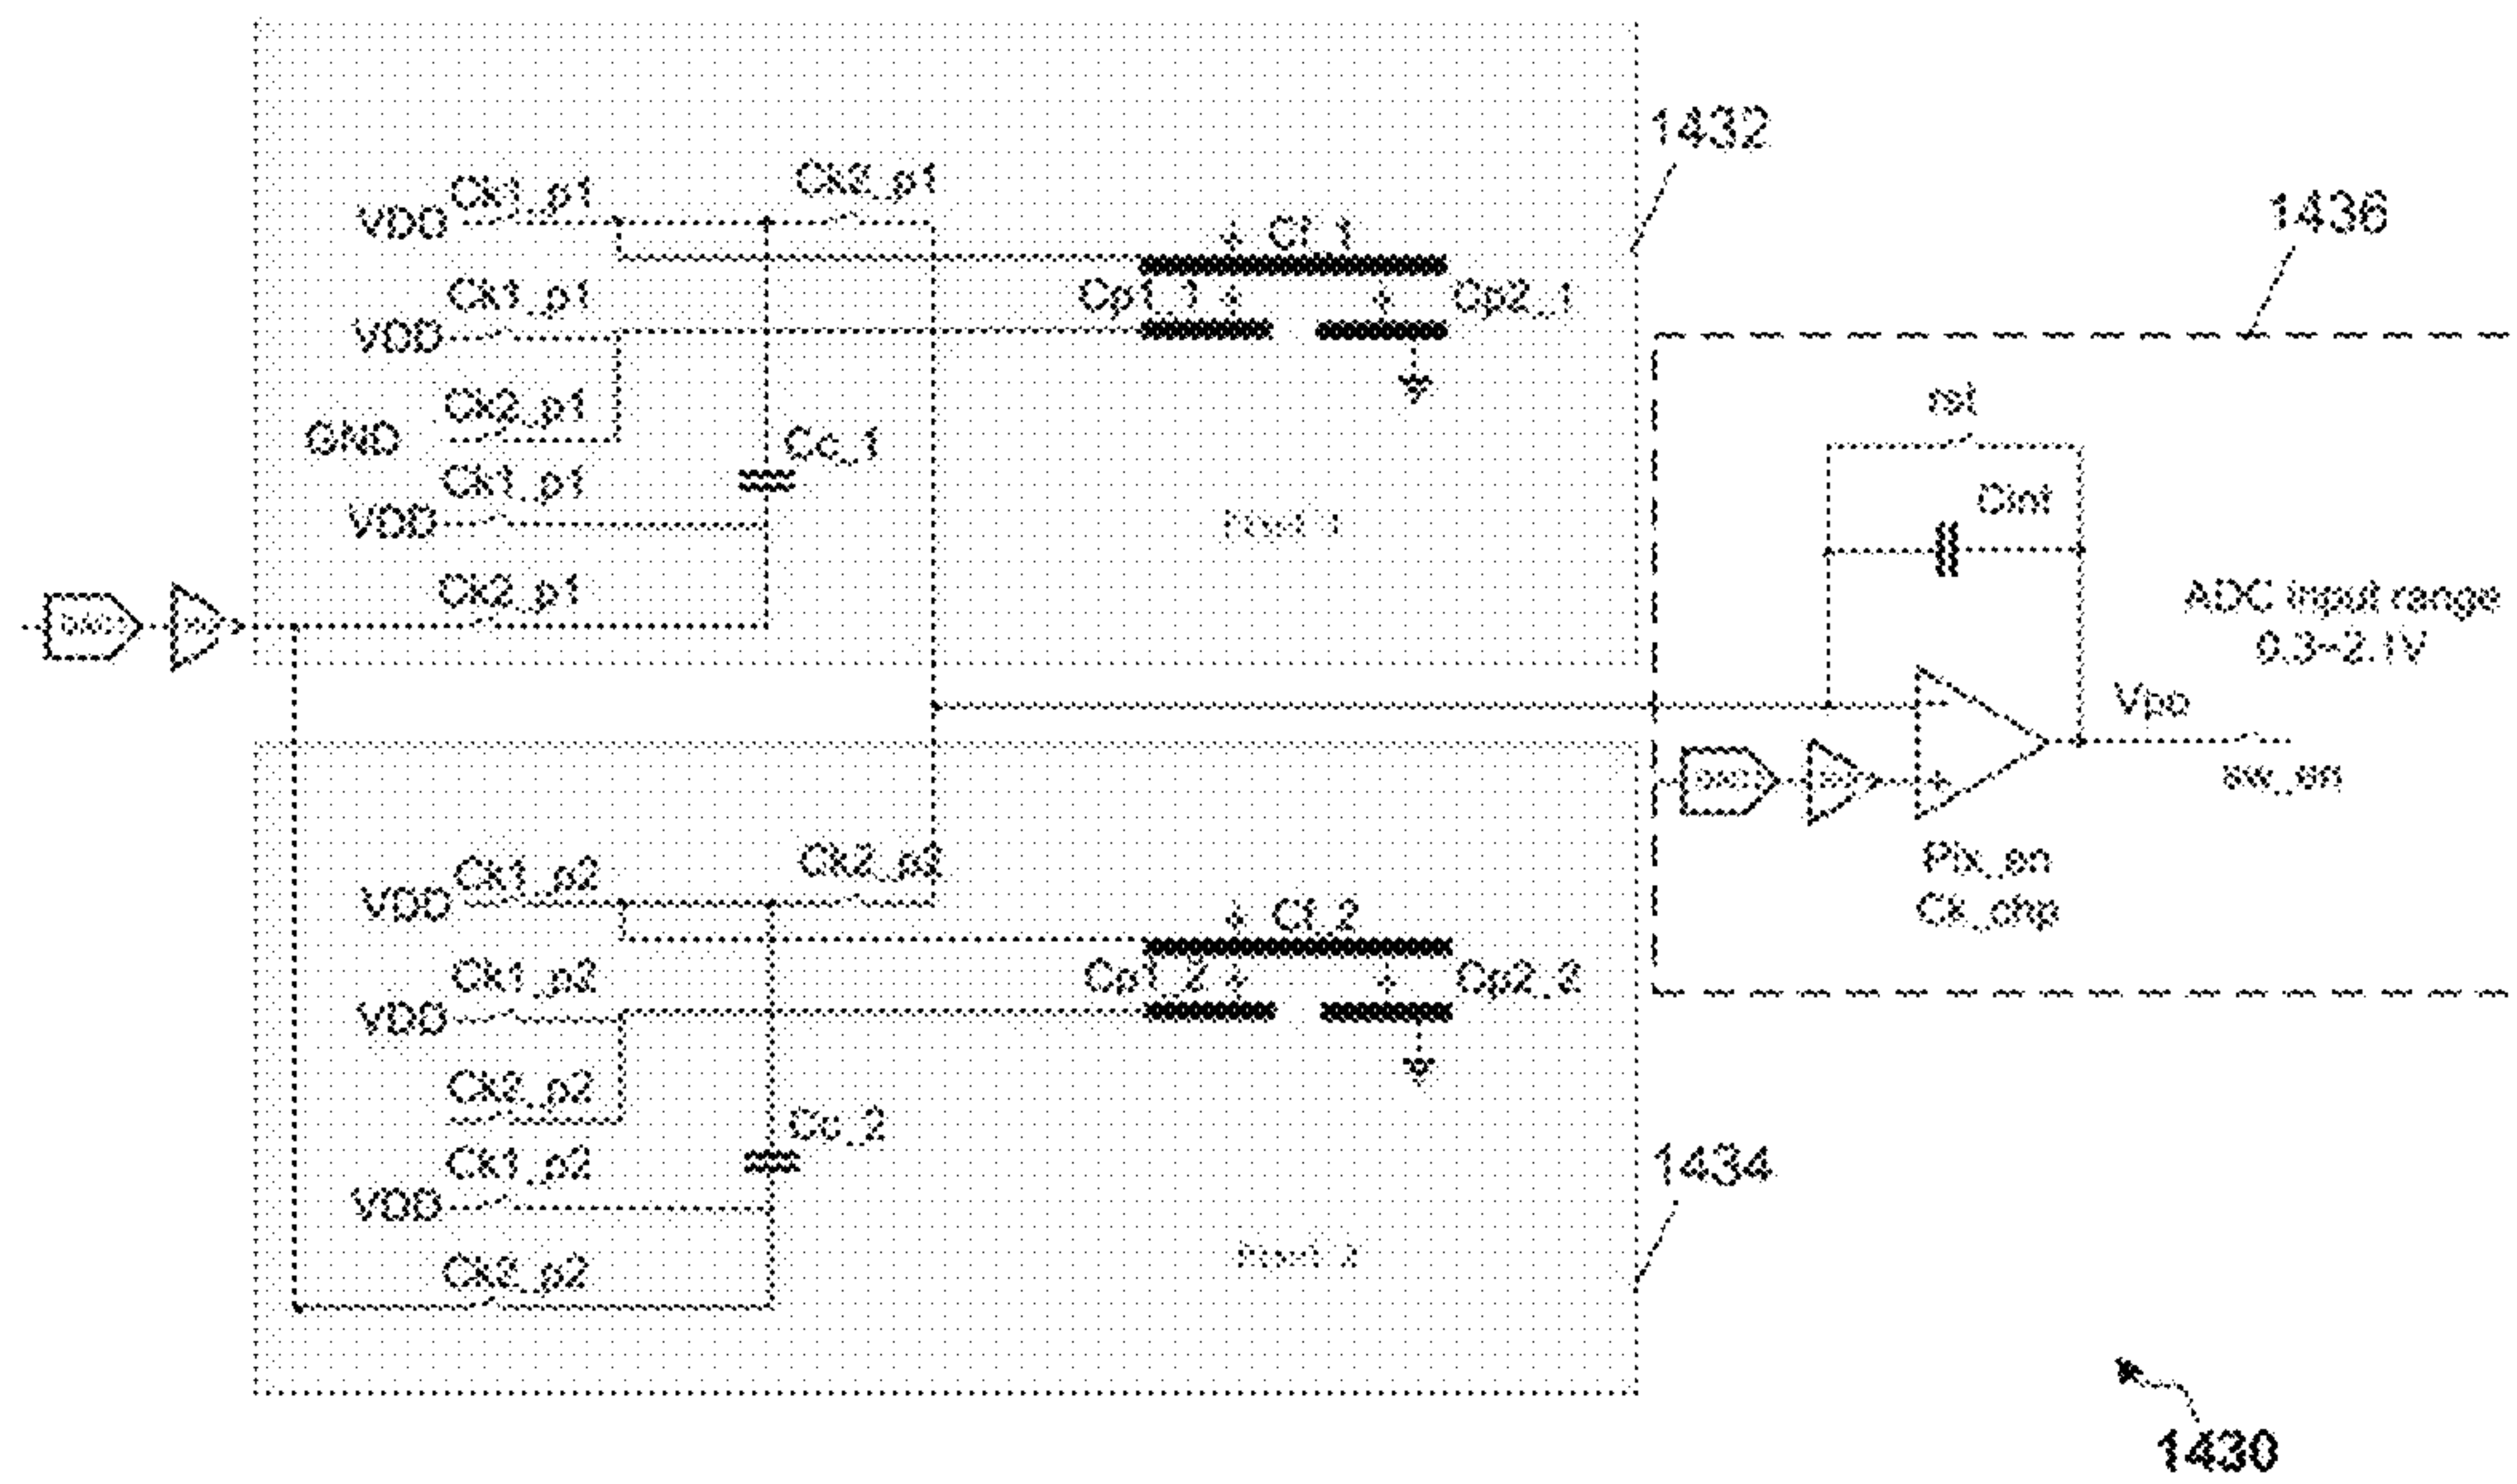 1432
1436
Ck2_p1
Ck1_p1
VDD
Cf_1
Ck1_p1
Cp1_1
Cp2_1
VDD
rst
Ck2_p1
GND
Cc_1
Ck1_p1
Cint
VDD
Ck2_p1
ADC input range
0.3~2.1V
Vpo
sw_en
Ck2_p2
Pix_en
Ck1_p2
VDD
Cf_2
Ck_chp
Ck1_p2
Cp1_2
Cp2_2
VDD
Ck2_p2
Cc_2
Ck1_p2
1434
VDD
Ck2_p2
1430